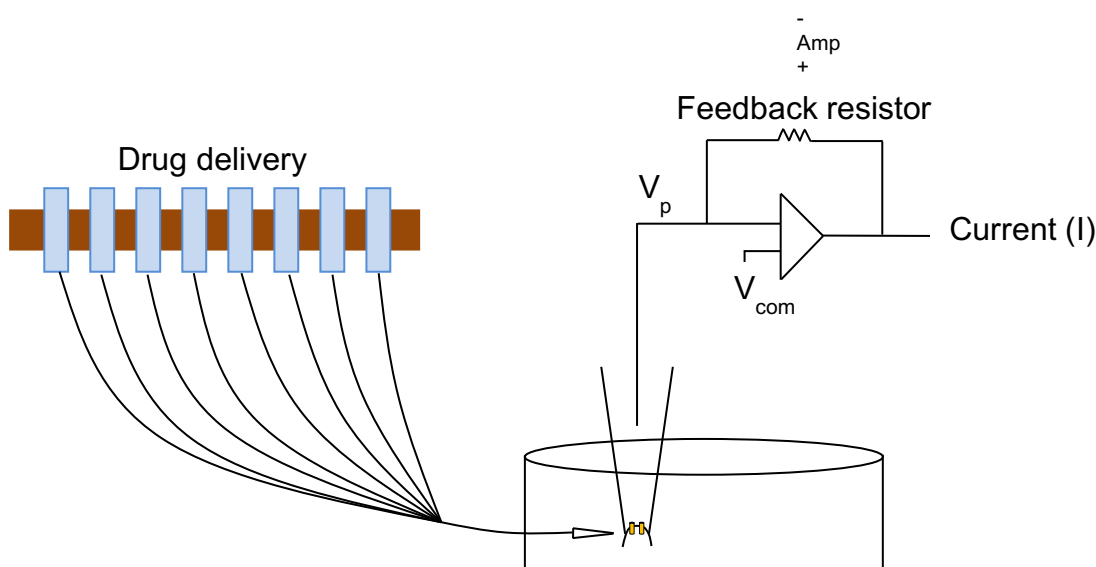 -
Amp
+
Feedback resistor
Drug delivery
Vp
Current (I)
Vcom